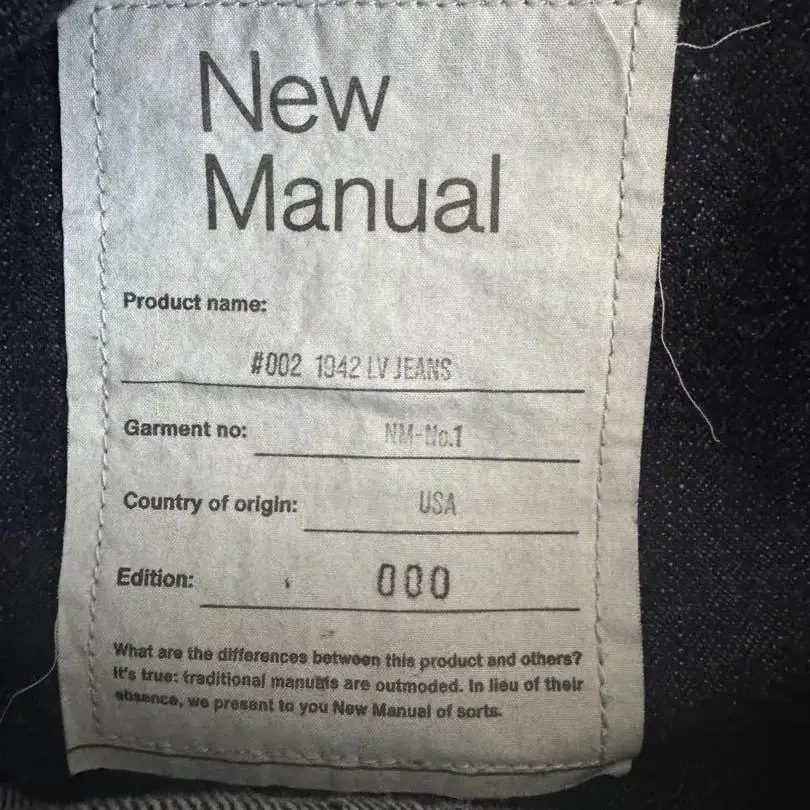 New
Manual
Product name:
#002 1942 LV JEANS
Garment no:
NM-No.1
Country of origin:
USA
Edition:
000
What are the differences between this product and others?
It's true: traditional manuals are outmoded. In lieu of their
absence, we present to you New Manual of sorts.